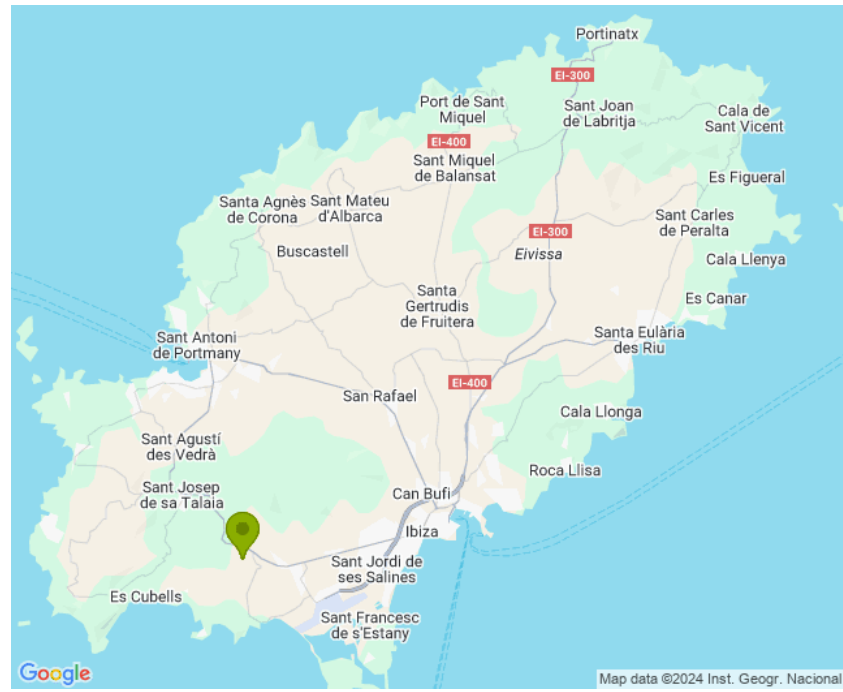 Portinatx
EI-300
Port de Sant
Miquel
Sant Joan
de Labritja
Cala de
Sant Vicent
EI-400
Sant Miquel
de Balansat
Es Figueral
Santa Agnès
de Corona
Sant Mateu
d'Albarca
Sant Carles
de Peralta
EI-300
Buscastell
Eivissa
Cala Llenya
Santa
Gertrudis
de Fruitera
Es Canar
Sant Antoni
de Portmany
Santa Eulària
des Riu
EI-400
San Rafael
Cala Llonga
Sant Agustí
des Vedrà
Roca Llisa
Sant Josep
de sa Talaia
Can Bufi
Ibiza
Sant Jordi de
ses Salines
Es Cubells
Sant Francesc
de s'Estany
Google
Map data ©2024 Inst. Geogr. Nacional